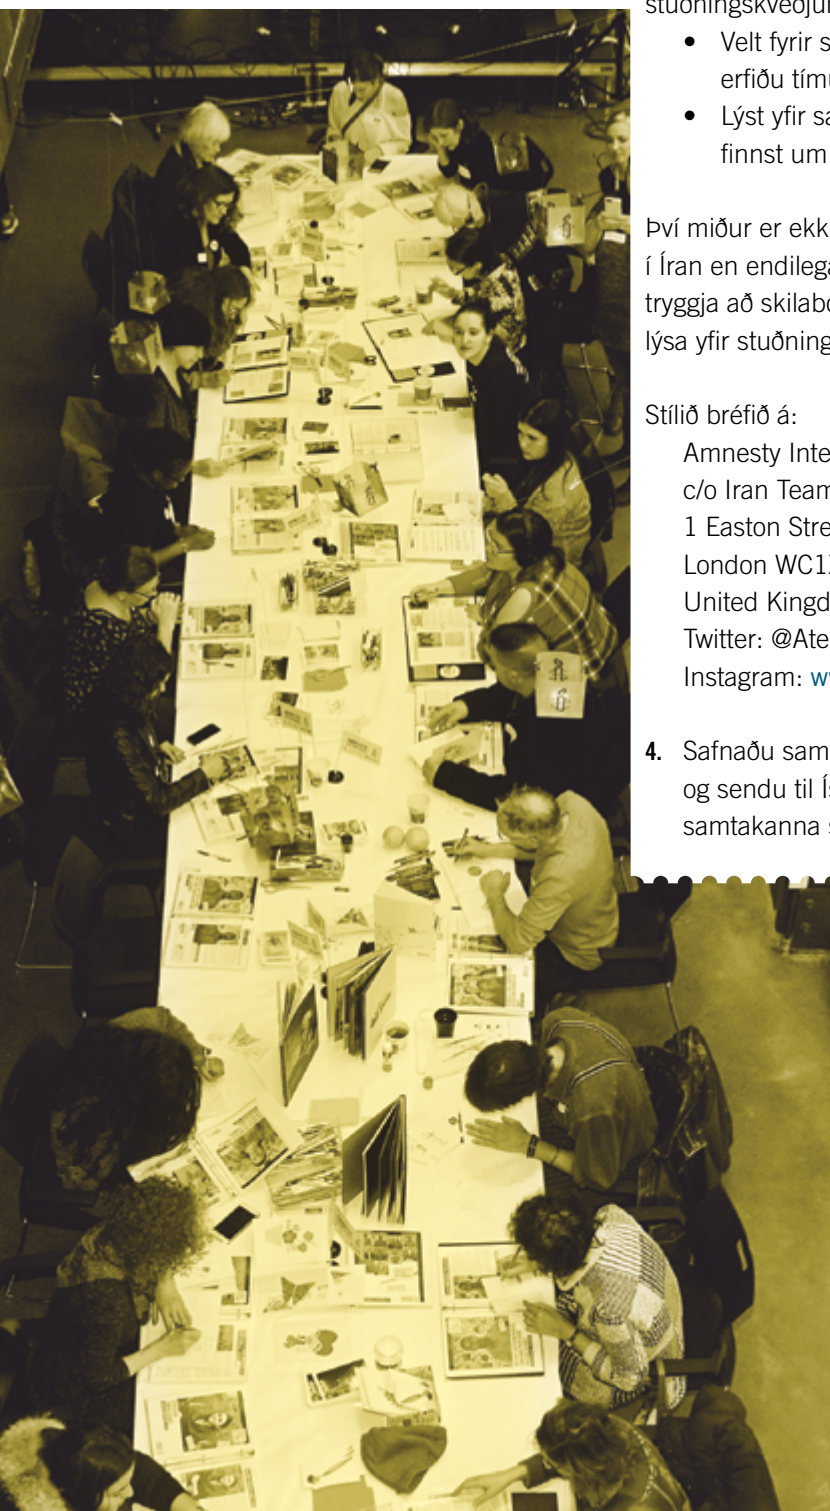 stuðningskveðjur
• Velt fyrir s
erfiðu tímu
• Lýst yfir sa
finnst um
Því miður er ekk
í Íran en endilega
tryggja að skilabo
lýsa yfir stuðning
Stílið bréfið á:
Amnesty Inte
c/o Iran Team
1 Easton Stre
London WC1X
United Kingd
Twitter: @Ate
Instagram: w
4. Safnaðu sam
og sendu til Ís
samtakanna s